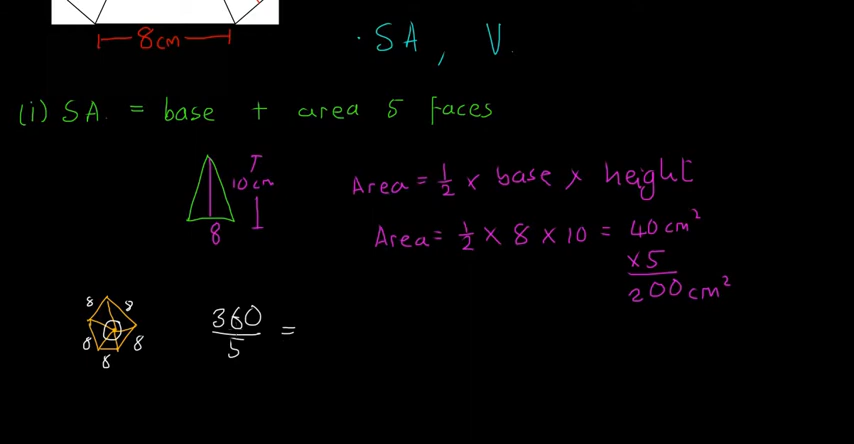 8cm
· SA, V.
(i) SA. = base + area 5 faces
10cm
8
Area = 1/2 × base × height
Area = 1/2 × 8 × 10 = 40 cm²
×5
200 cm²
8 8
8 8
8
360/5 =